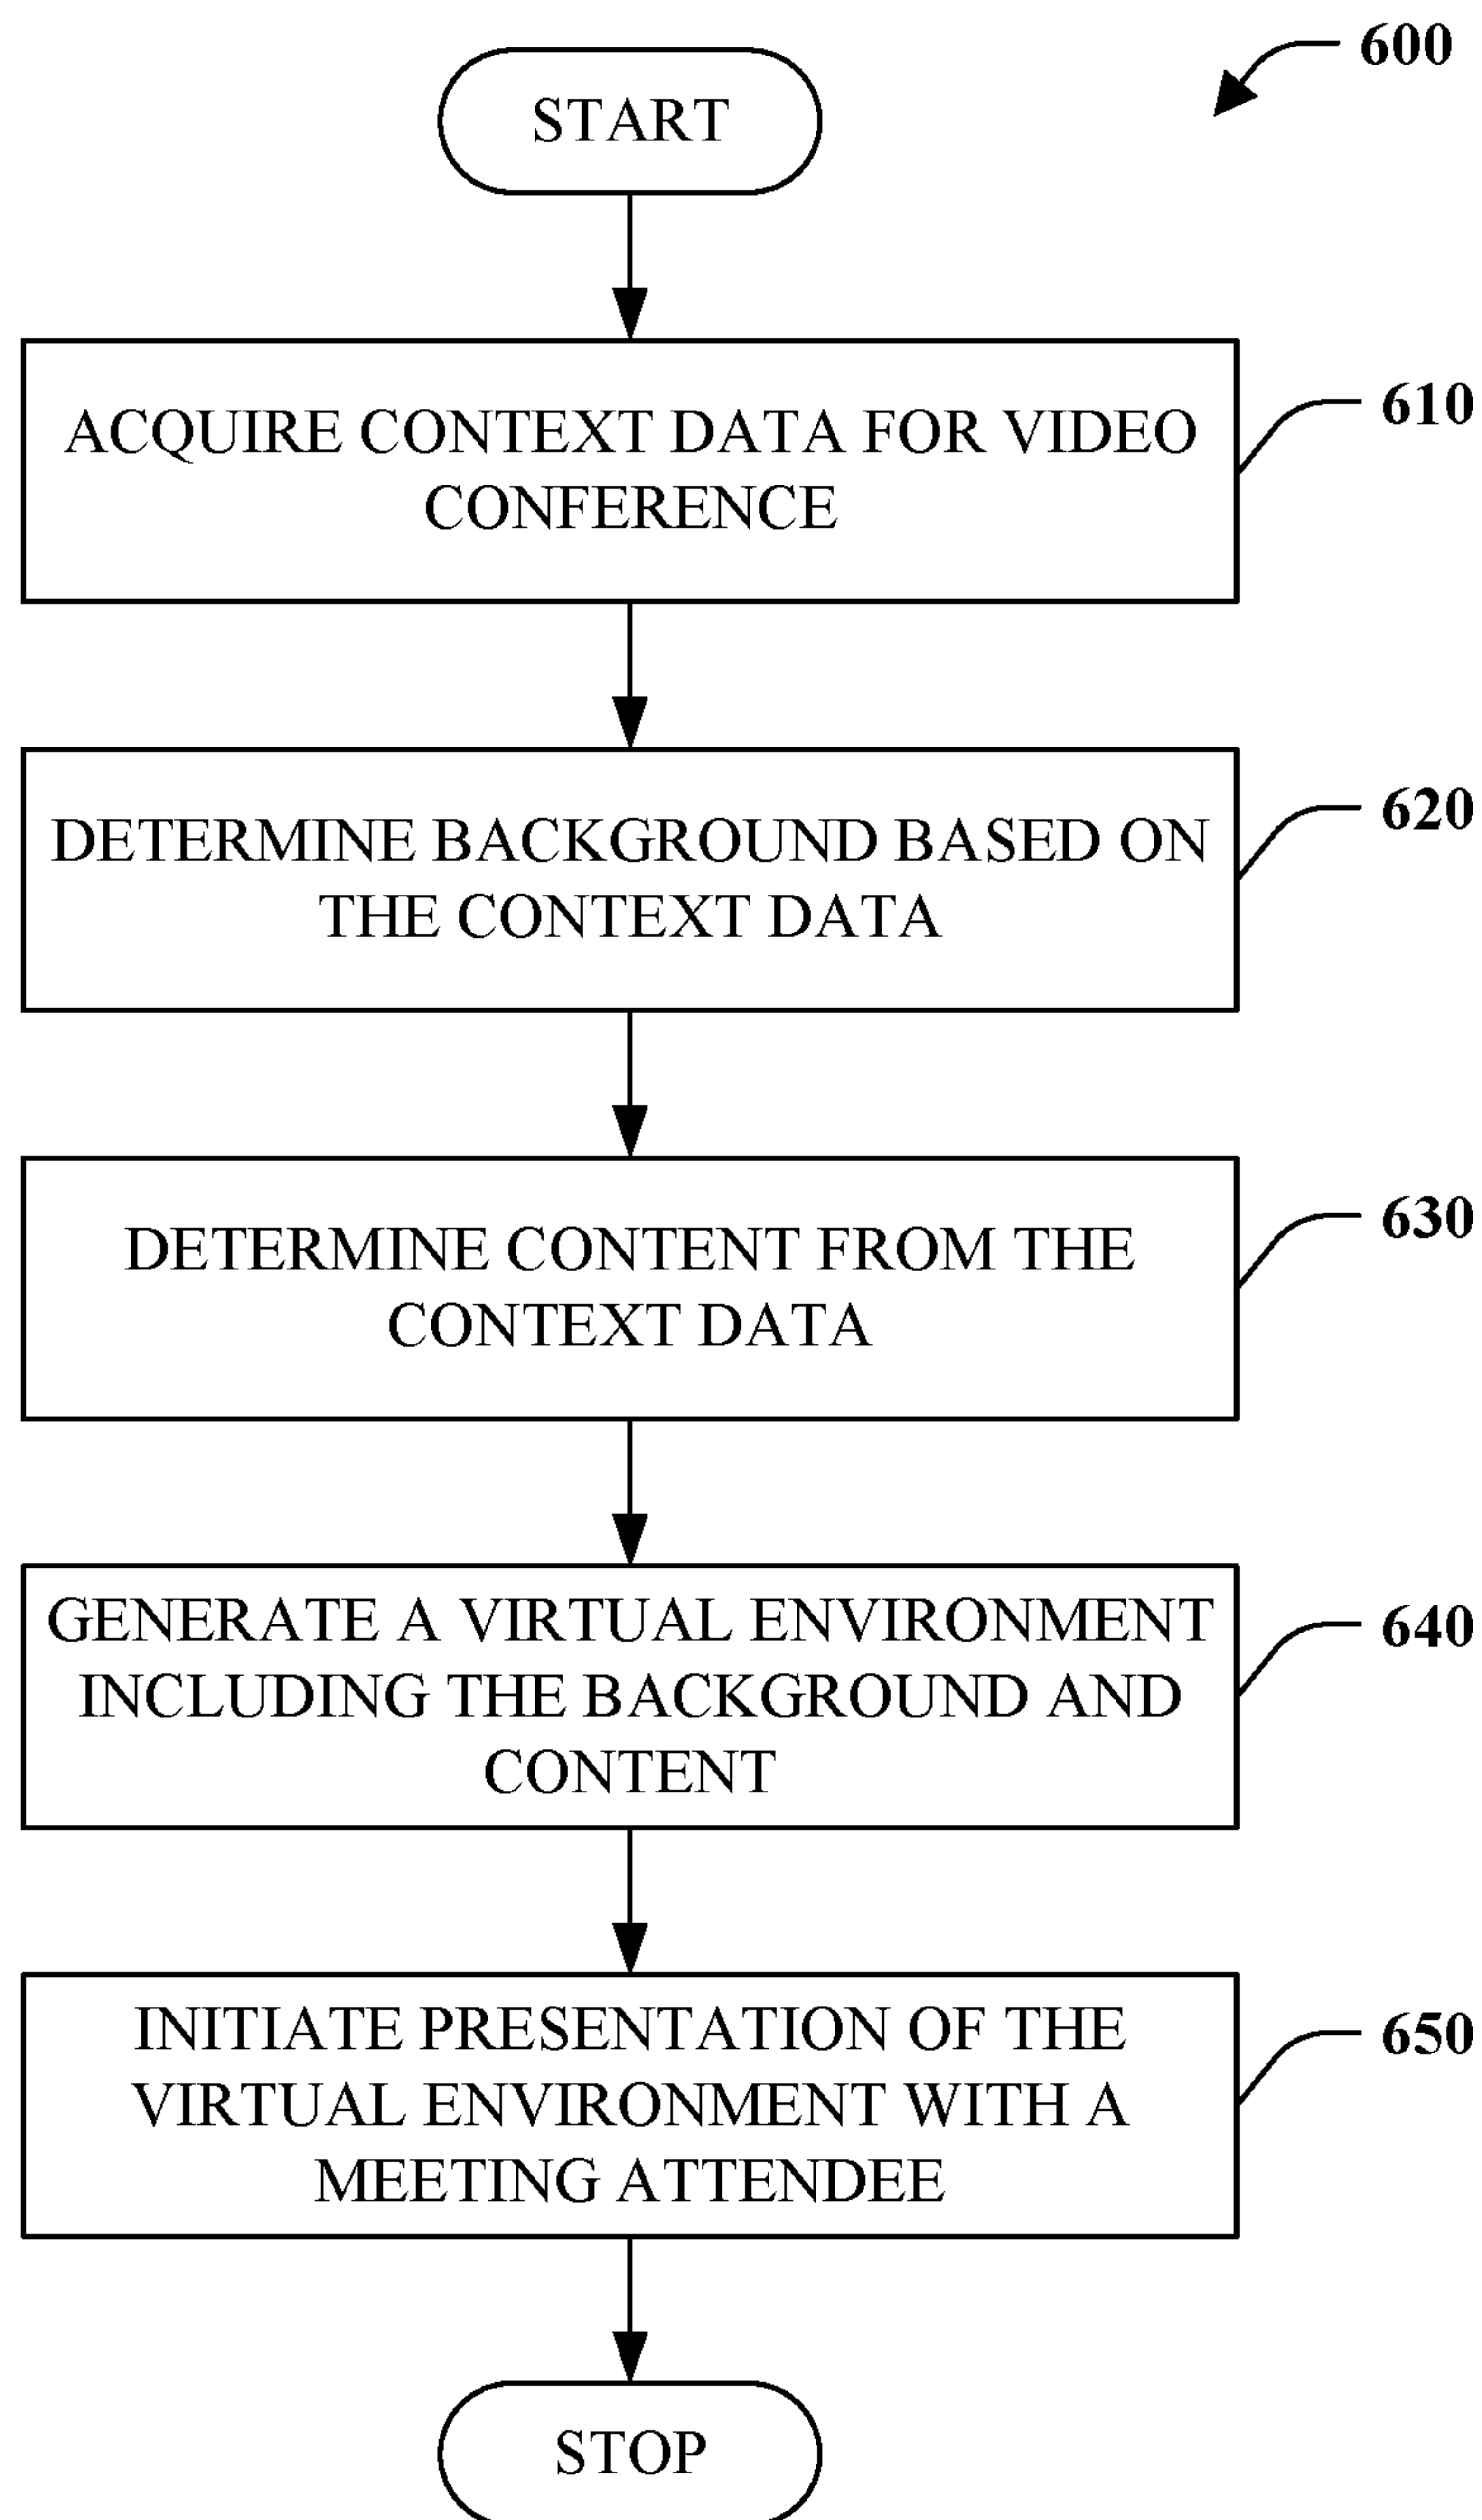 600
START
ACQUIRE CONTEXT DATA FOR VIDEO
CONFERENCE
610
DETERMINE BACKGROUND BASED ON
THE CONTEXT DATA
620
DETERMINE CONTENT FROM THE
CONTEXT DATA
630
GENERATE A VIRTUAL ENVIRONMENT
INCLUDING THE BACKGROUND AND
CONTENT
640
INITIATE PRESENTATION OF THE
VIRTUAL ENVIRONMENT WITH A
MEETING ATTENDEE
650
STOP